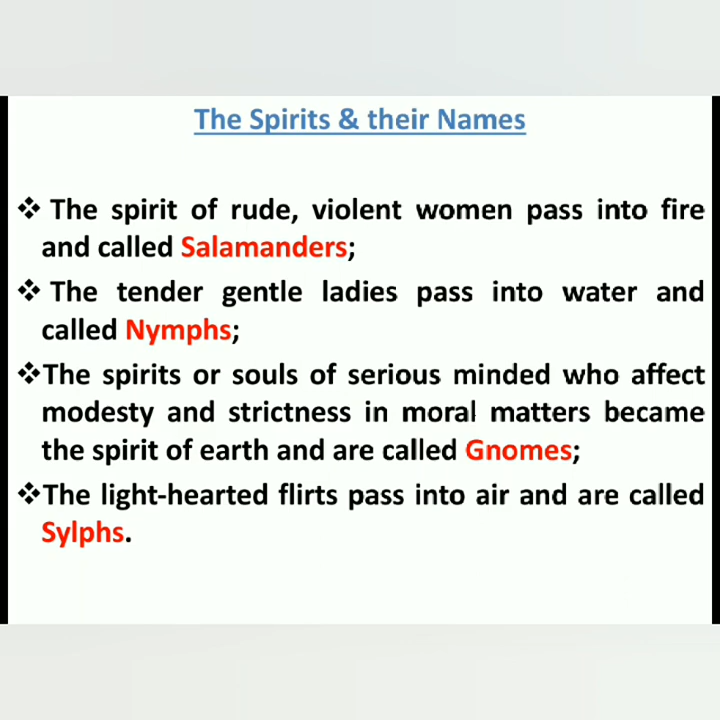 The Spirits & their Names
❖ The spirit of rude, violent women pass into fire
and called Salamanders;
❖ The tender gentle ladies pass into water and
called Nymphs;
❖The spirits or souls of serious minded who affect
modesty and strictness in moral matters became
the spirit of earth and are called Gnomes;
❖The light-hearted flirts pass into air and are called
Sylphs.